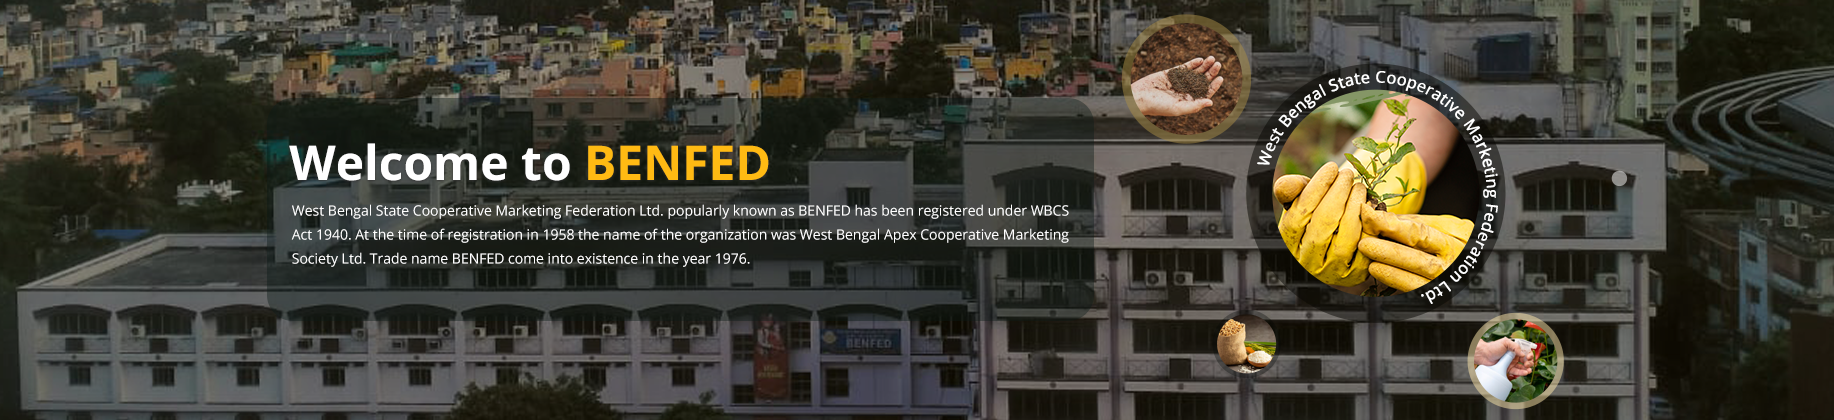 Welcome to BENFED
West Bengal State Cooperative Marketing Federation Ltd. popularly known as BENFED has been registered under WBCS
Act 1940. At the time of registration in 1958 the name of the organization was West Bengal Apex Cooperative Marketing
Society Ltd. Trade name BENFED come into existence in the year 1976.
West Bengal State Cooperative Marketing Federation Ltd.
BENFED